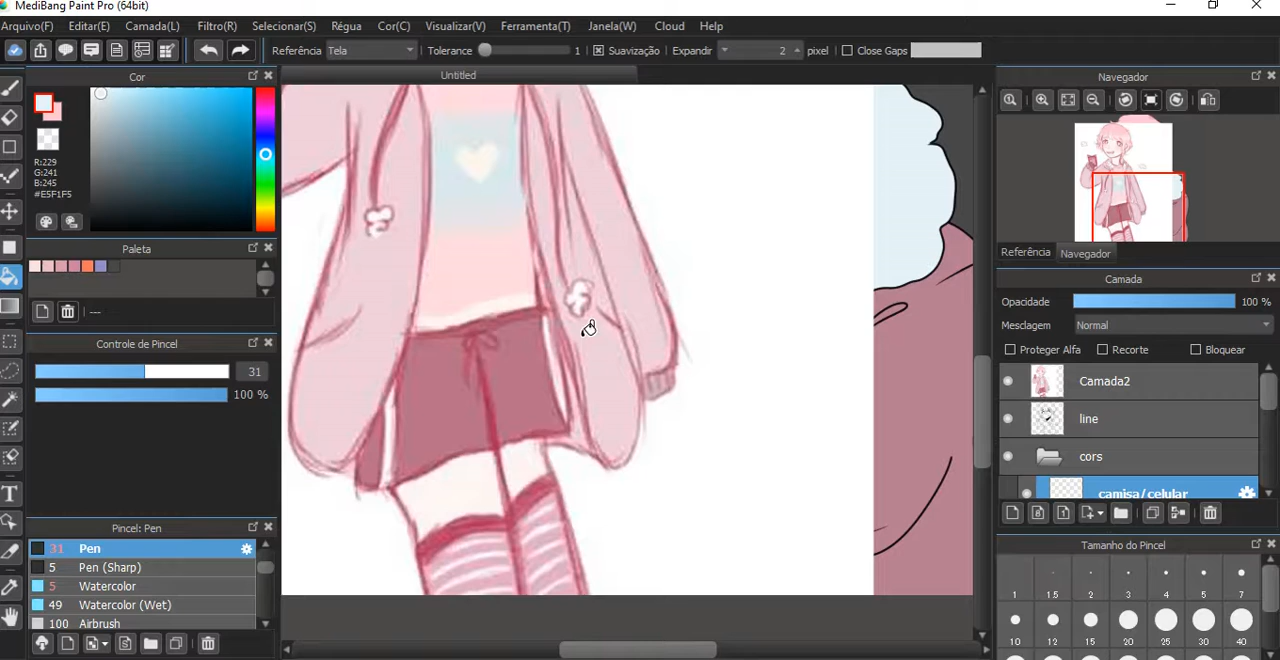 MediBang Paint Pro (64bit)
Arquivo(F) Editar(E) Camada(L) Filtro(R) Selecionar(S) Régua Cor(C) Visualizar(V) Ferramenta(T) Janela(W) Cloud Help
Referência Tela Tolerance 1 Suavização Expandir 2 pixel Close Gaps
Cor
Untitled
Navegador
R:229
G:241
B:245
#E5F1F5
Paleta
---
Controle de Pincel
31
100 %
Pincel: Pen
31 Pen
5 Pen (Sharp)
5 Watercolor
49 Watercolor (Wet)
100 Airbrush
Referência Navegador
Camada
Opacidade 100 %
Mesclagem Normal
Proteger Alfa Recorte Bloquear
Camada2
line
cors
camisa/celular
Tamanho do Pincel
1 1.5 2 3 4 5 7
10 12 15 20 25 30 40